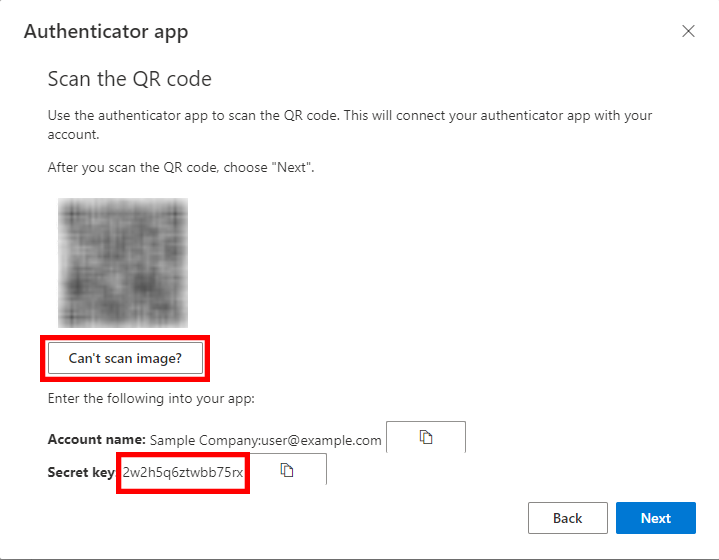 Authenticator app
Scan the QR code
Use the authenticator app to scan the QR code. This will connect your authenticator app with your
account.
After you scan the QR code, choose "Next".
Can't scan image?
Enter the following into your app:
Account name: Sample Company:user@example.com
Secret key: 2w2h5q6ztwbb75rx
Back Next